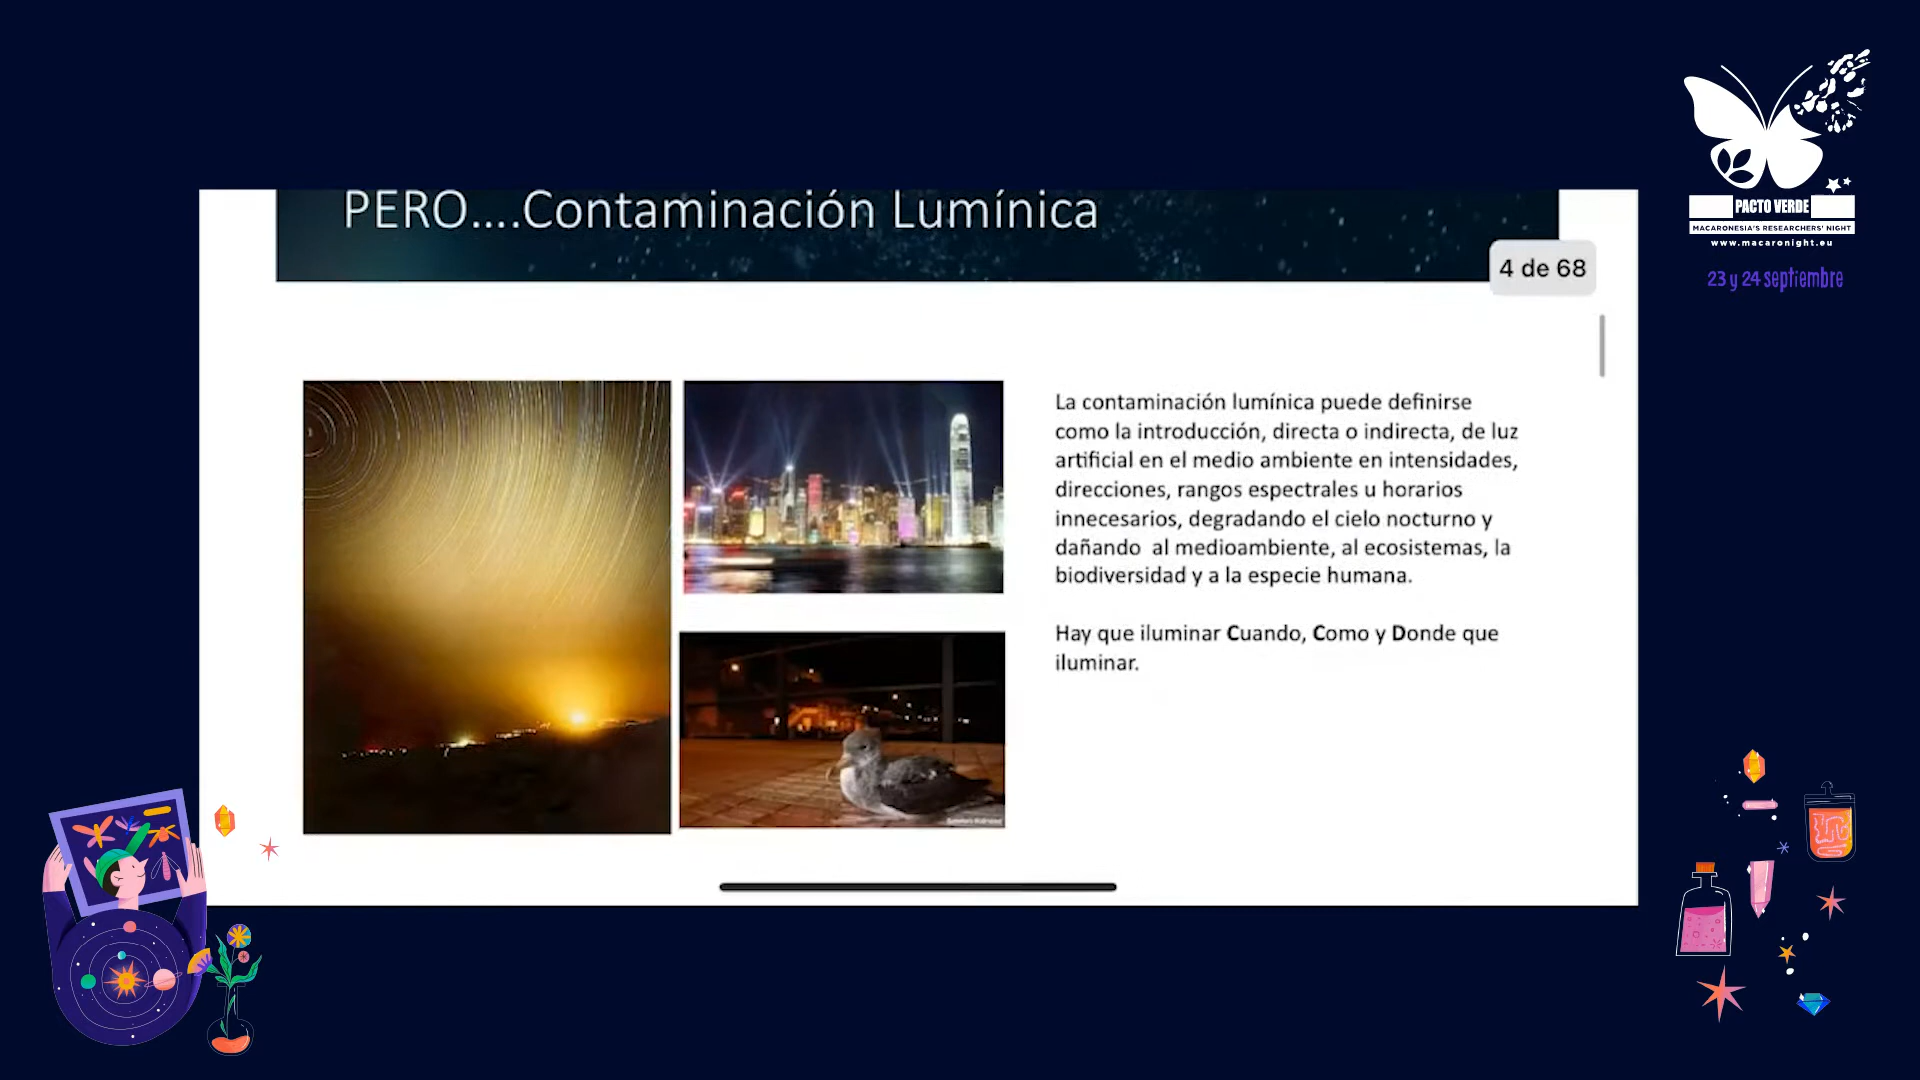 PERO....Contaminación Lumínica
4 de 68
La contaminación lumínica puede definirse
como la introducción, directa o indirecta, de luz
artificial en el medio ambiente en intensidades,
direcciones, rangos espectrales u horarios
innecesarios, degradando el cielo nocturno y
dañando  al medioambiente, al ecosistemas, la
biodiversidad y a la especie humana.
Hay que iluminar Cuando, Como y Donde que
iluminar.
PACTO VERDE
MACARONESIA'S RESEARCHERS' NIGHT
www.macaronight.eu
23 y 24 septiembre